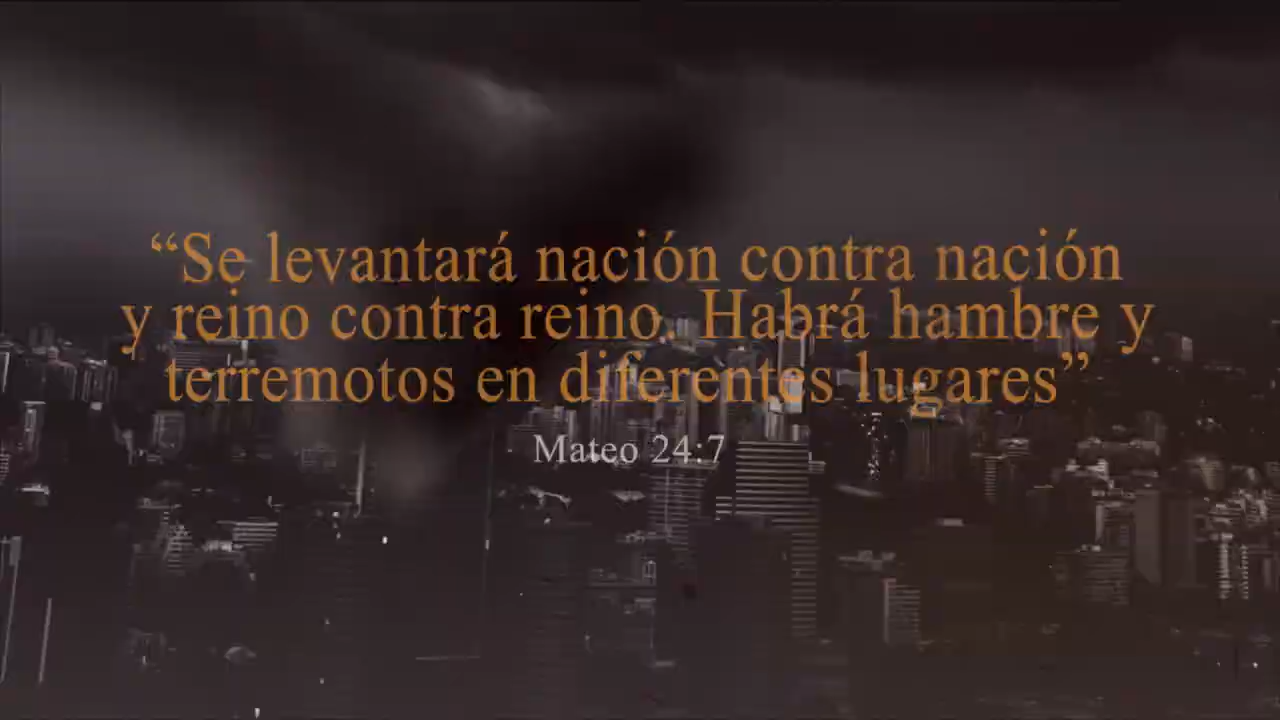 “Se levantará nación contra nación
y reino contra reino. Habrá hambre y
terremotos en diferentes lugares”
Mateo 24:7